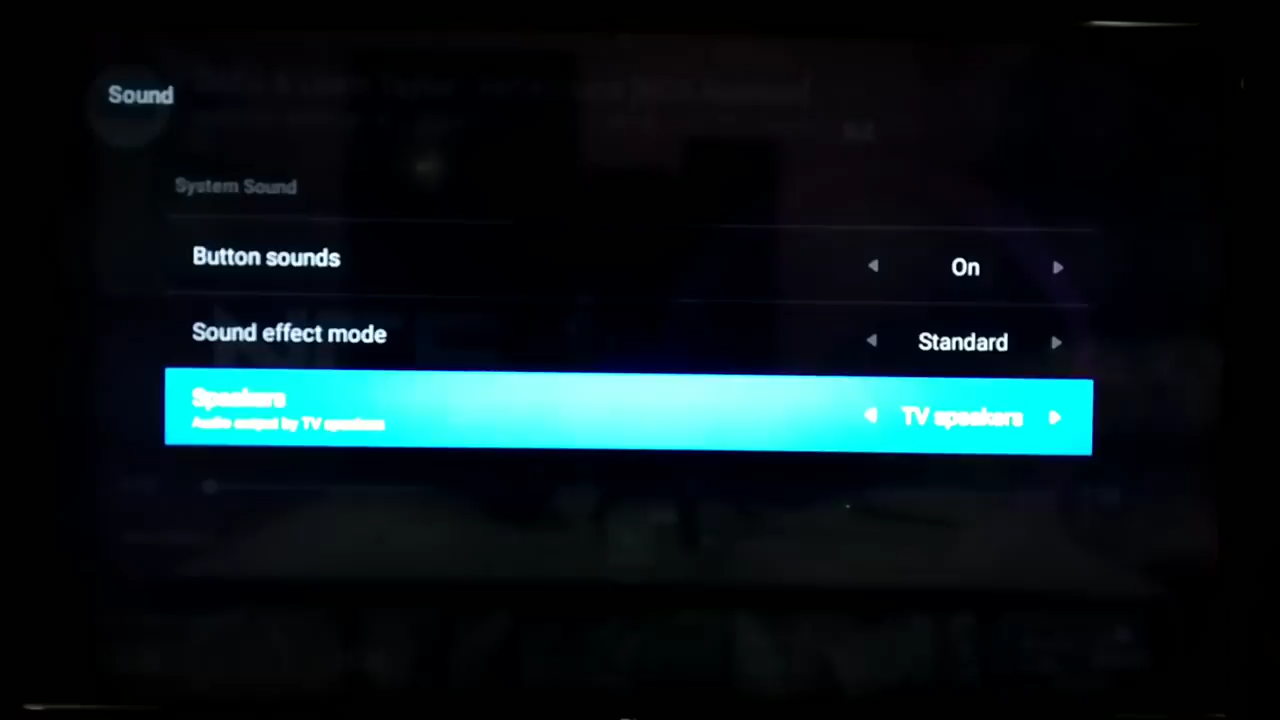 Sound
System Sound
Button sounds
On
Sound effect mode
Standard
Speakers
Audio output by TV speakers
TV speakers